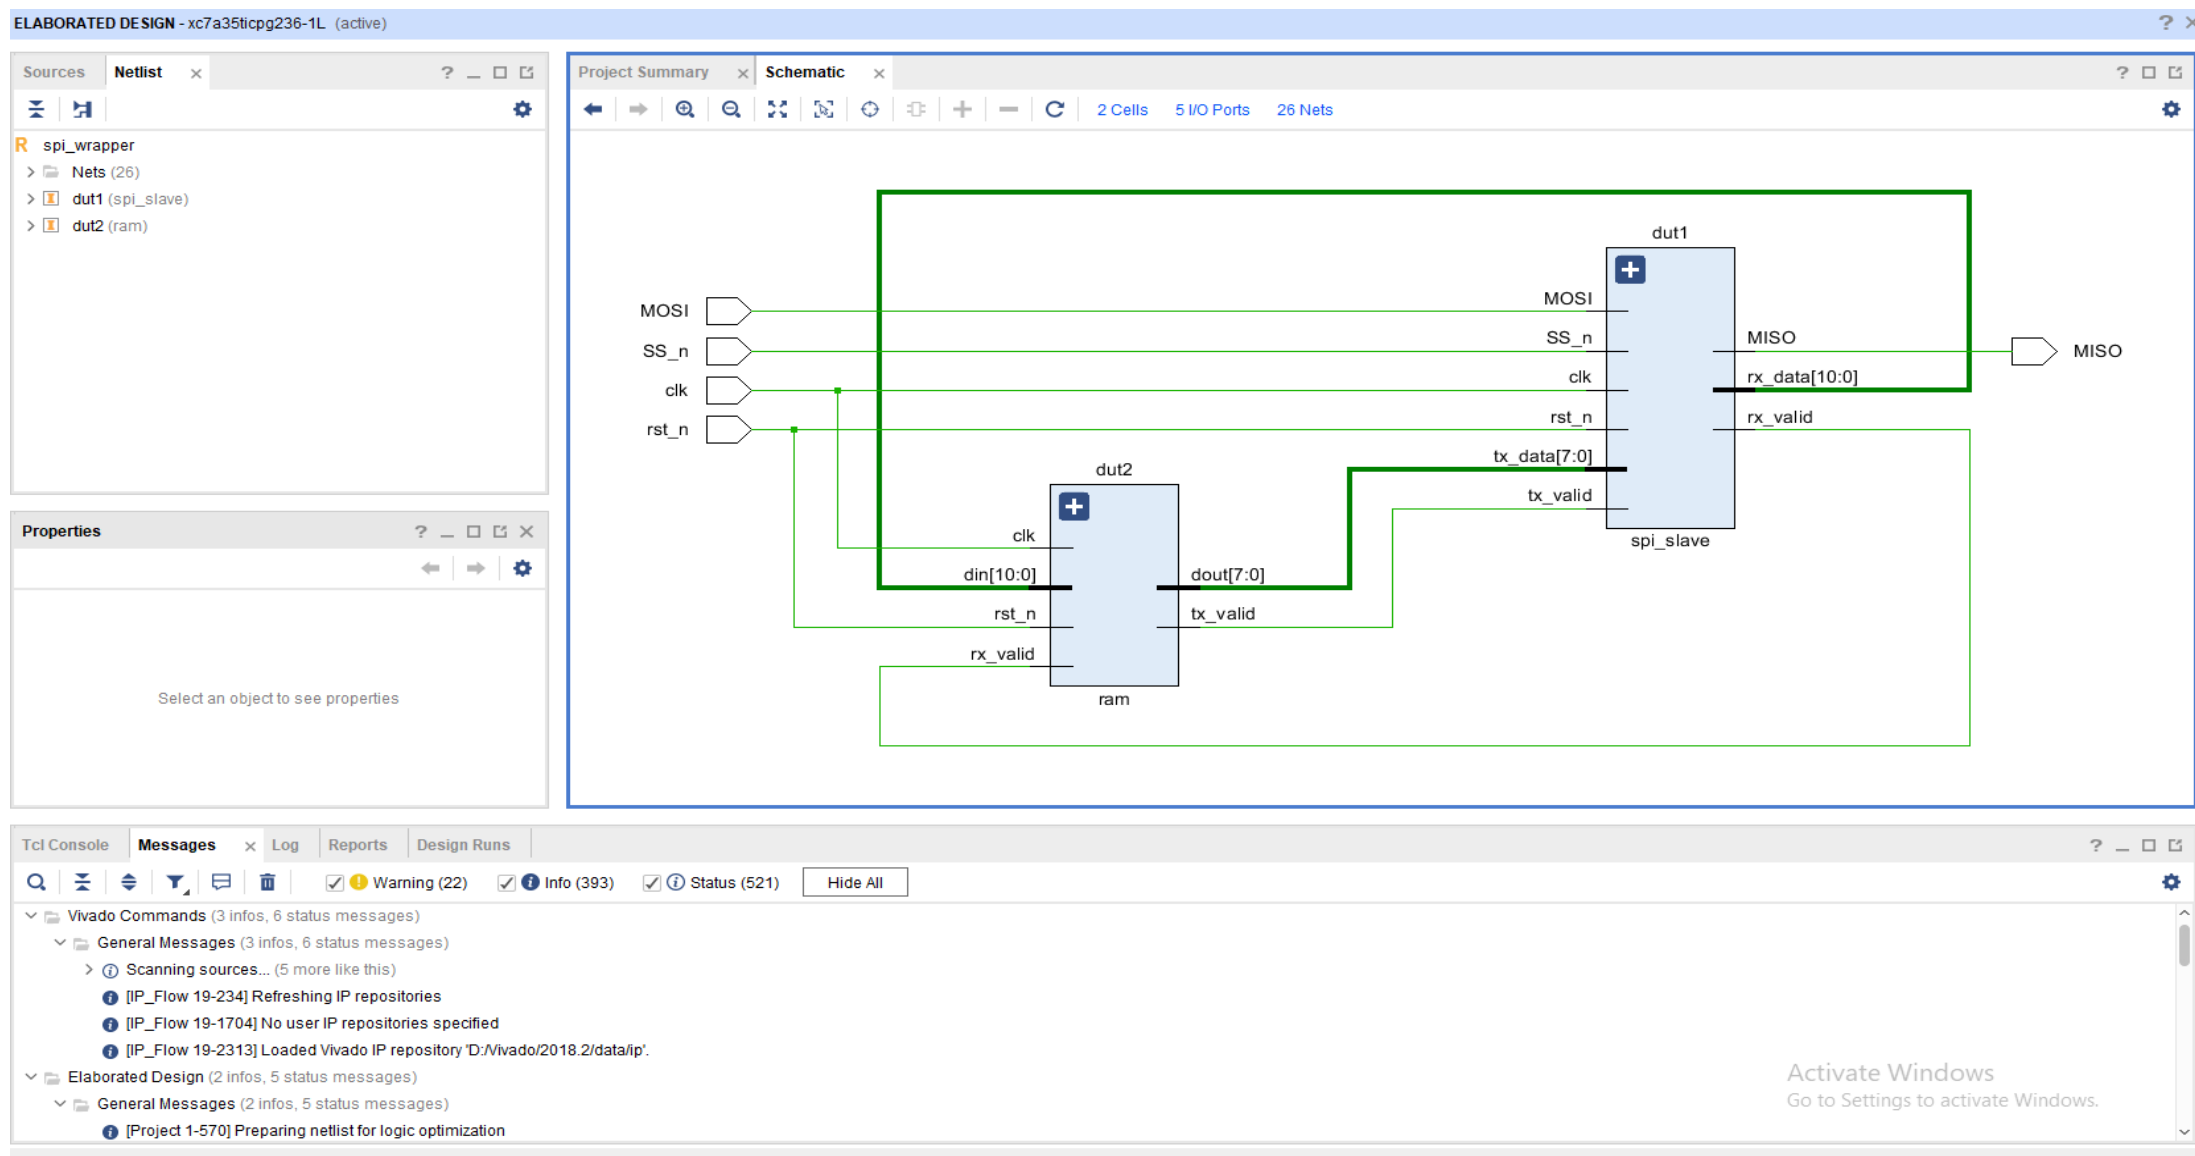 ELABORATED DESIGN - xc7a35ticpg236-1L (active)
Sources Netlist
spi_wrapper
Nets (26)
dut1 (spi_slave)
dut2 (ram)
Properties
Select an object to see properties
Project Summary Schematic
2 Cells 5 I/O Ports 26 Nets
dut1
MOSI MOSI
SS_n SS_n MISO MISO
clk clk rx_data[10:0]
rst_n rst_n rx_valid
tx_data[7:0]
tx_valid
spi_slave
dut2
clk
din[10:0] dout[7:0]
rst_n tx_valid
rx_valid
ram
Tcl Console Messages Log Reports Design Runs
Warning (22) Info (393) Status (521) Hide All
Vivado Commands (3 infos, 6 status messages)
General Messages (3 infos, 6 status messages)
Scanning sources... (5 more like this)
[IP_Flow 19-234] Refreshing IP repositories
[IP_Flow 19-1704] No user IP repositories specified
[IP_Flow 19-2313] Loaded Vivado IP repository 'D:/Vivado/2018.2/data/ip'.
Elaborated Design (2 infos, 5 status messages)
General Messages (2 infos, 5 status messages)
[Project 1-570] Preparing netlist for logic optimization
Activate Windows
Go to Settings to activate Windows.